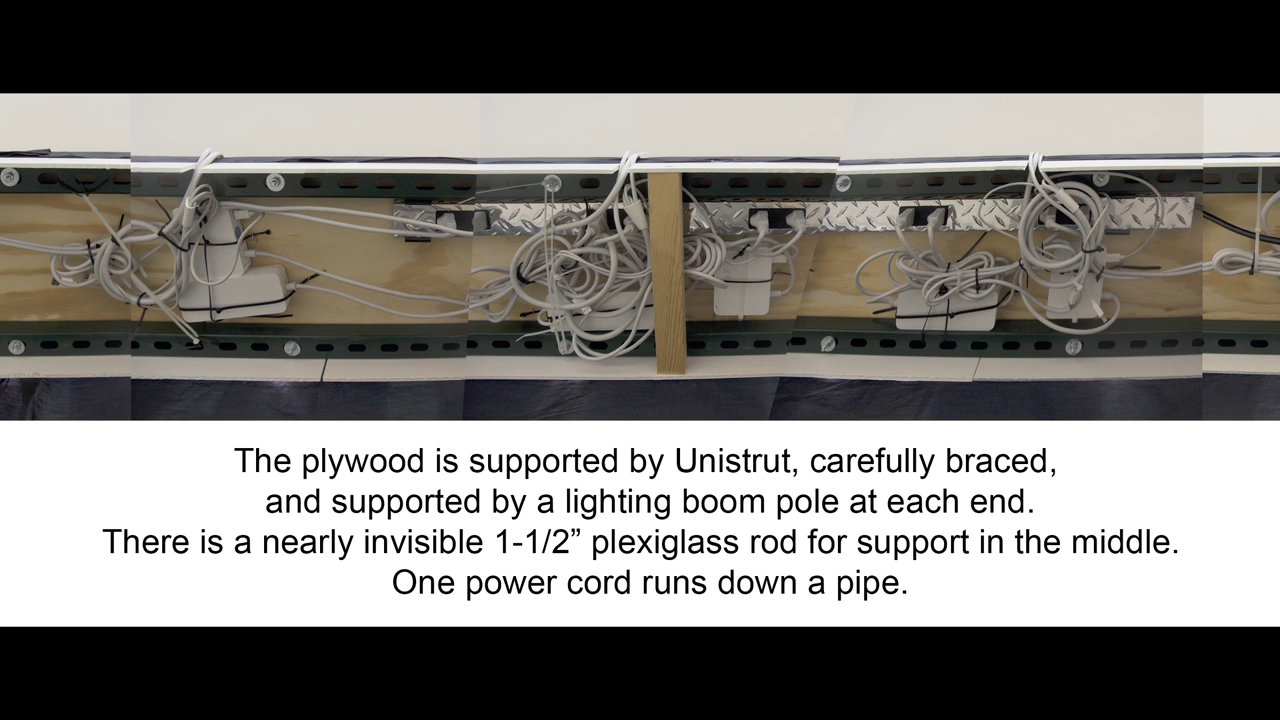 The plywood is supported by Unistrut, carefully braced,
and supported by a lighting boom pole at each end.
There is a nearly invisible 1-1/2” plexiglass rod for support in the middle.
One power cord runs down a pipe.